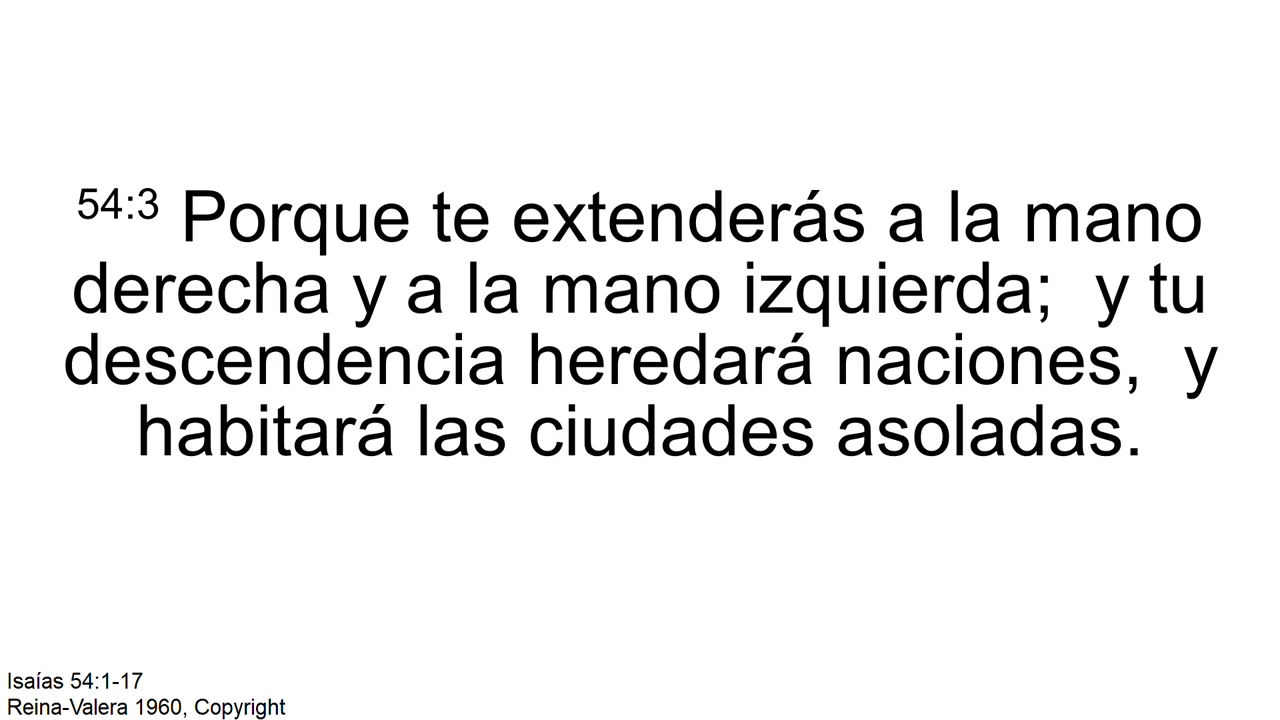 54:3 Porque te extenderás a la mano
derecha y a la mano izquierda;  y tu
descendencia heredará naciones,  y
habitará las ciudades asoladas.
Isaías 54:1-17
Reina-Valera 1960, Copyright